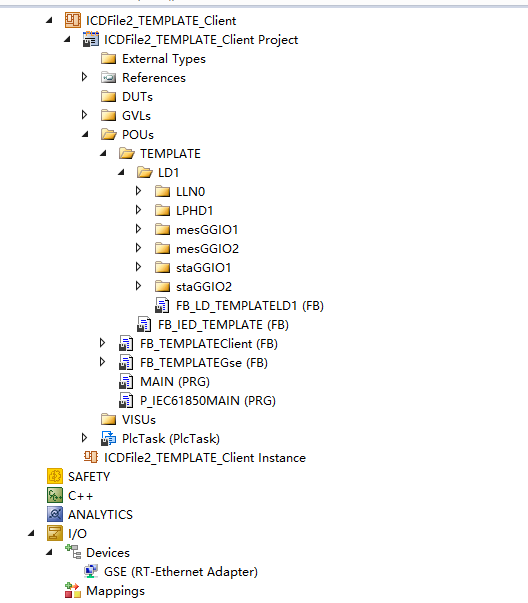 ICDFile2_TEMPLATE_Client
ICDFile2_TEMPLATE_Client Project
External Types
References
DUTs
GVLs
POUs
TEMPLATE
LD1
LLN0
LPHD1
mesGGIO1
mesGGIO2
staGGIO1
staGGIO2
FB_LD_TEMPLATELD1 (FB)
FB_IED_TEMPLATE (FB)
FB_TEMPLATEClient (FB)
FB_TEMPLATEGse (FB)
MAIN (PRG)
P_IEC61850MAIN (PRG)
VISUs
PlcTask (PlcTask)
ICDFile2_TEMPLATE_Client Instance
SAFETY
C++
ANALYTICS
I/O
Devices
GSE (RT-Ethernet Adapter)
Mappings